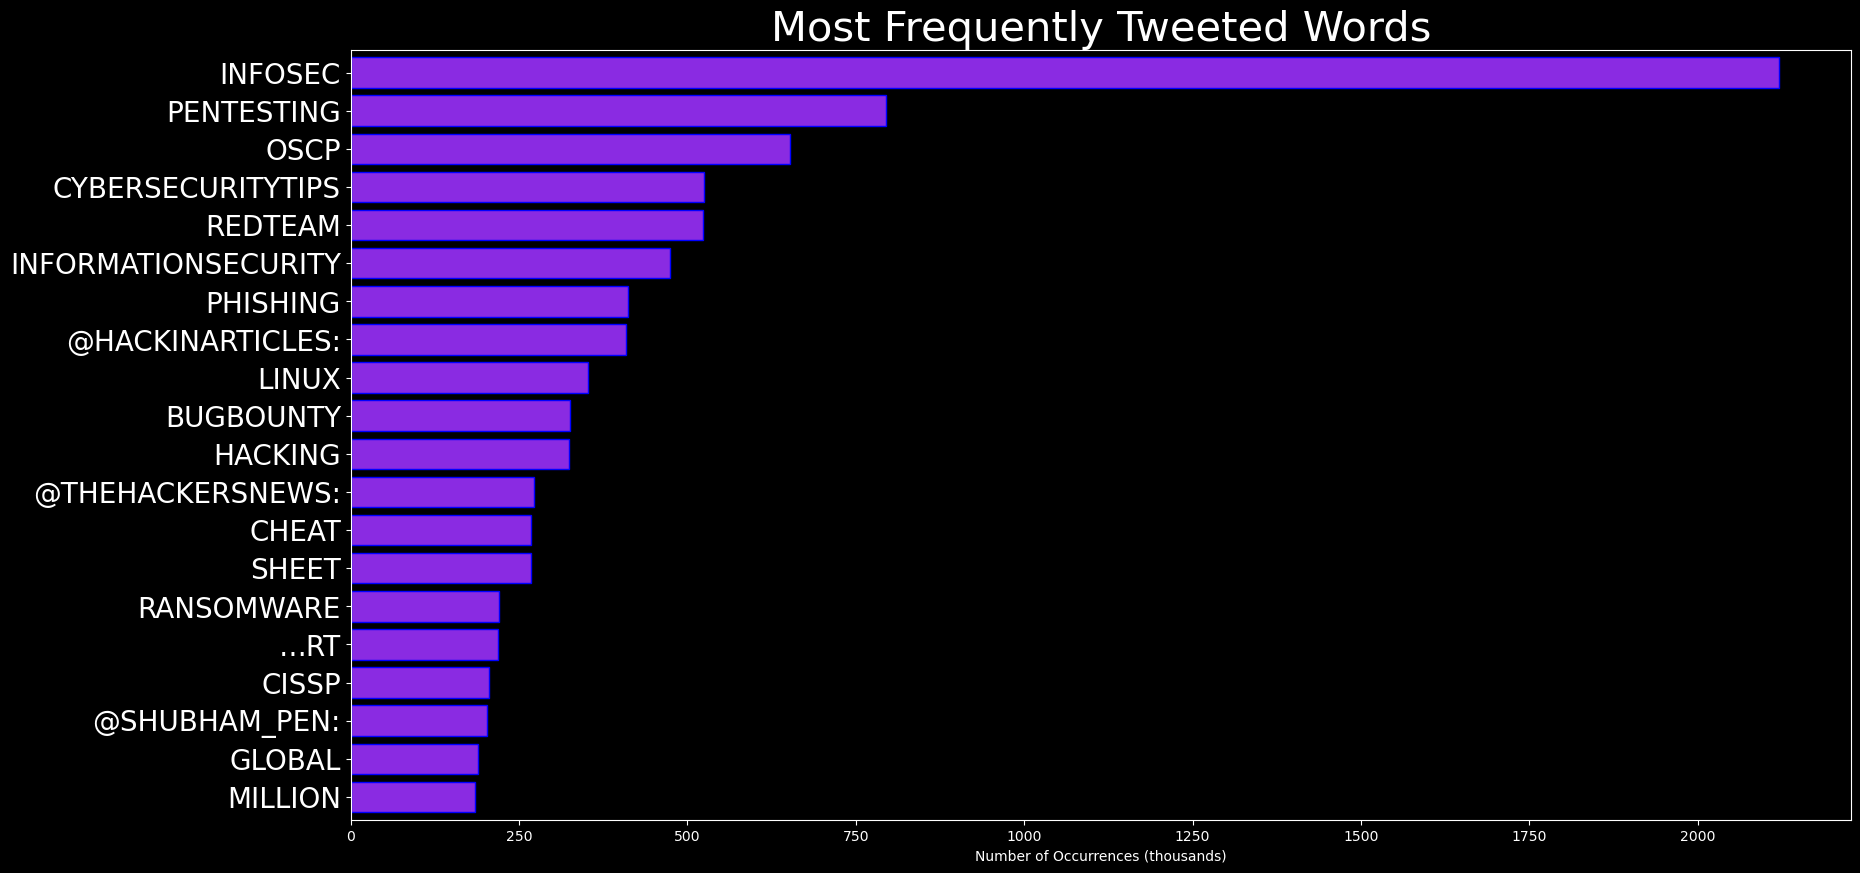 Most Frequently Tweeted Words
INFOSEC
PENTESTING
OSCP
CYBERSECURITYTIPS
REDTEAM
INFORMATIONSECURITY
PHISHING
@HACKINARTICLES:
LINUX
BUGBOUNTY
HACKING
@THEHACKERSNEWS:
CHEAT
SHEET
RANSOMWARE
…RT
CISSP
@SHUBHAM_PEN:
GLOBAL
MILLION
0 250 500 750 1000 1250 1500 1750 2000
Number of Occurrences (thousands)